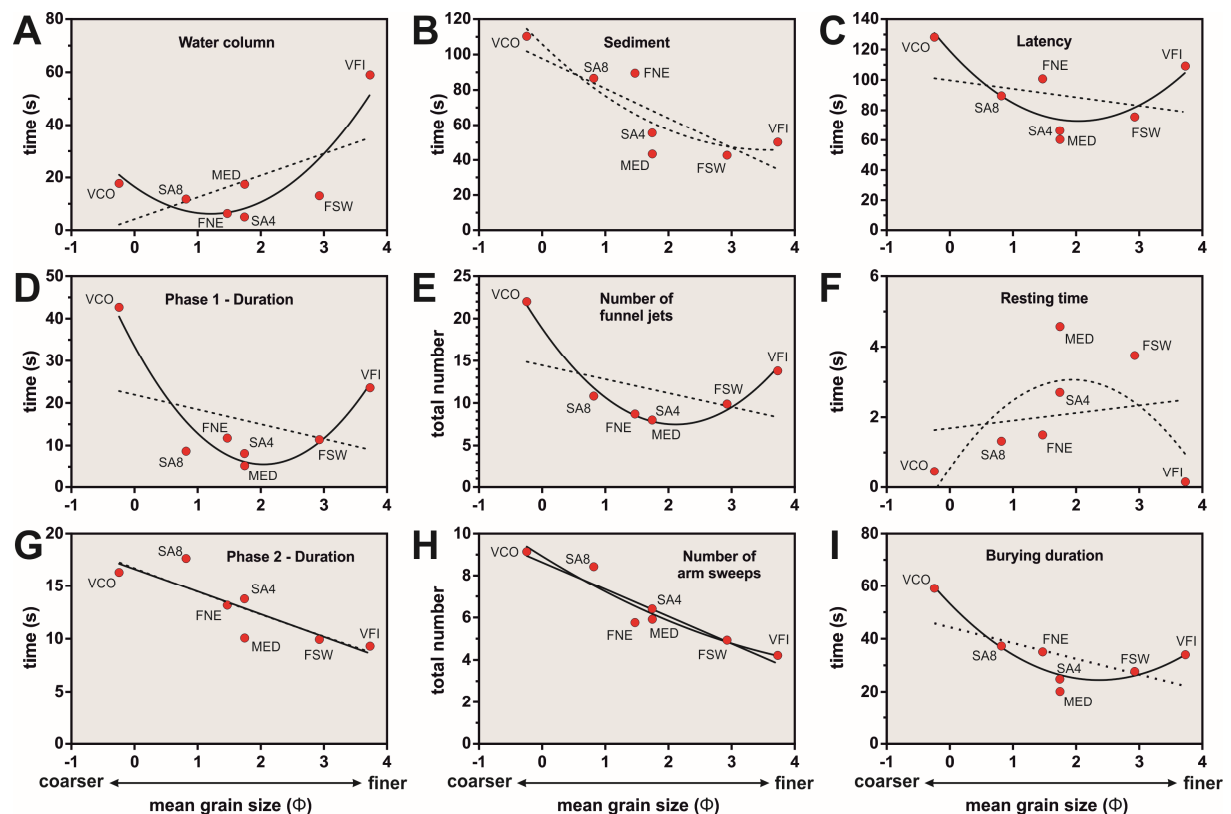 A
Water column
time (s)
80
60
40
20
0
-1 0 1 2 3 4
VCO
SA8
FNE
MED
SA4
FSW
VFI
B
Sediment
time (s)
120
100
80
60
40
20
0
-1 0 1 2 3 4
VCO
SA8
FNE
SA4
MED
FSW
VFI
C
Latency
time (s)
140
120
100
80
60
40
20
0
-1 0 1 2 3 4
VCO
SA8
FNE
SA4
MED
FSW
VFI
D
Phase 1 - Duration
time (s)
50
40
30
20
10
0
-1 0 1 2 3 4
VCO
SA8
FNE
SA4
MED
FSW
VFI
E
Number of
funnel jets
total number
25
20
15
10
5
0
-1 0 1 2 3 4
VCO
SA8
FNE
SA4
MED
FSW
VFI
F
Resting time
time (s)
6
4
2
0
-1 0 1 2 3 4
VCO
SA8
FNE
MED
SA4
FSW
VFI
G
Phase 2 - Duration
time (s)
20
15
10
5
0
-1 0 1 2 3 4
VCO
SA8
FNE
SA4
MED
FSW
VFI
coarser finer
mean grain size (Φ)
H
Number of
arm sweeps
total number
10
8
6
4
2
0
-1 0 1 2 3 4
VCO
SA8
FNE
SA4
MED
FSW
VFI
coarser finer
mean grain size (Φ)
I
Burying duration
time (s)
80
60
40
20
0
-1 0 1 2 3 4
VCO
SA8
FNE
SA4
MED
FSW
VFI
coarser finer
mean grain size (Φ)